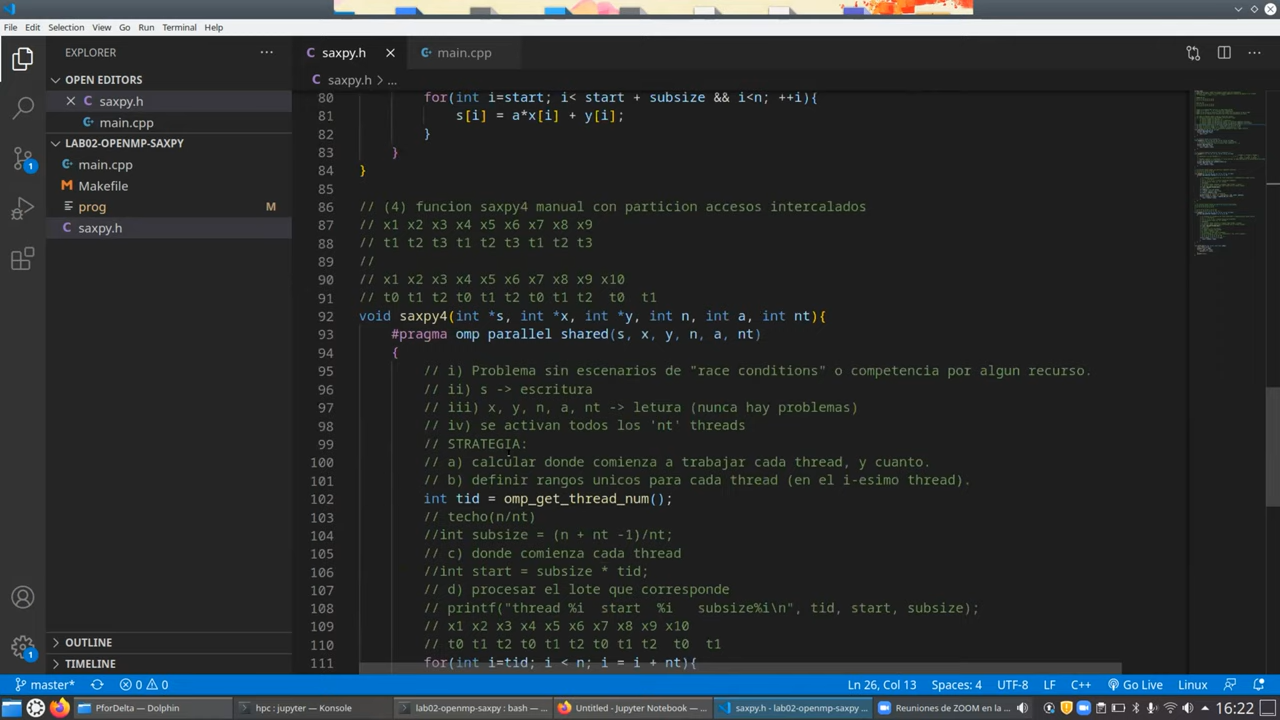 File Edit Selection View Go Run Terminal Help
EXPLORER
OPEN EDITORS
saxpy.h
main.cpp
LAB02-OPENMP-SAXPY
main.cpp
Makefile
prog M
saxpy.h
OUTLINE
TIMELINE
1
1
saxpy.h main.cpp
saxpy.h > ...
80 for(int i=start; i< start + subsize && i<n; ++i){
81 s[i] = a*x[i] + y[i];
82 }
83 }
84 }
85
86 // (4) funcion saxpy manual con particion accesos intercalados
87 // x1 x2 x3 x4 x5 x6 x7 x8 x9
88 // t1 t2 t3 t1 t2 t3 t1 t2 t3
89 //
90 // x1 x2 x3 x4 x5 x6 x7 x8 x9 x10
91 // t0 t1 t2 t0 t1 t2 t0 t1 t2 t0 t1
92 void saxpy4(int *s, int *x, int *y, int n, int a, int nt){
93 #pragma omp parallel shared(s, x, y, n, a, nt)
94 {
95 // i) Problema sin escenarios de "race conditions" o competencia por algun recurso.
96 // ii) s -> escritura
97 // iii) x, y, n, a, nt -> letura (nunca hay problemas)
98 // iv) se activan todos los 'nt' threads
99 // STRATEGIA:
100 // a) calcular donde comienza a trabajar cada thread, y cuanto.
101 // b) definir rangos unicos para cada thread (en el i-esimo thread).
102 int tid = omp_get_thread_num();
103 // techo(n/nt)
104 //int subsize = (n + nt -1)/nt;
105 // c) donde comienza cada thread
106 //int start = subsize * tid;
107 // d) procesar el lote que corresponde
108 // printf("thread %i start %i subsize%i\n", tid, start, subsize);
109 // x1 x2 x3 x4 x5 x6 x7 x8 x9 x10
110 // t0 t1 t2 t0 t1 t2 t0 t1 t2 t0 t1
111 for(int i=tid; i < n; i = i + nt){
master* 0 0 Ln 26, Col 13 Spaces: 4 UTF-8 LF C++ Go Live Linux
PforDelta — Dolphin hpc : jupyter — Konsole lab02-openmp-saxpy : bash — ... Untitled - Jupyter Notebook — ... saxpy.h - lab02-openmp-saxpy ... Reuniones de ZOOM en la ... 16:22